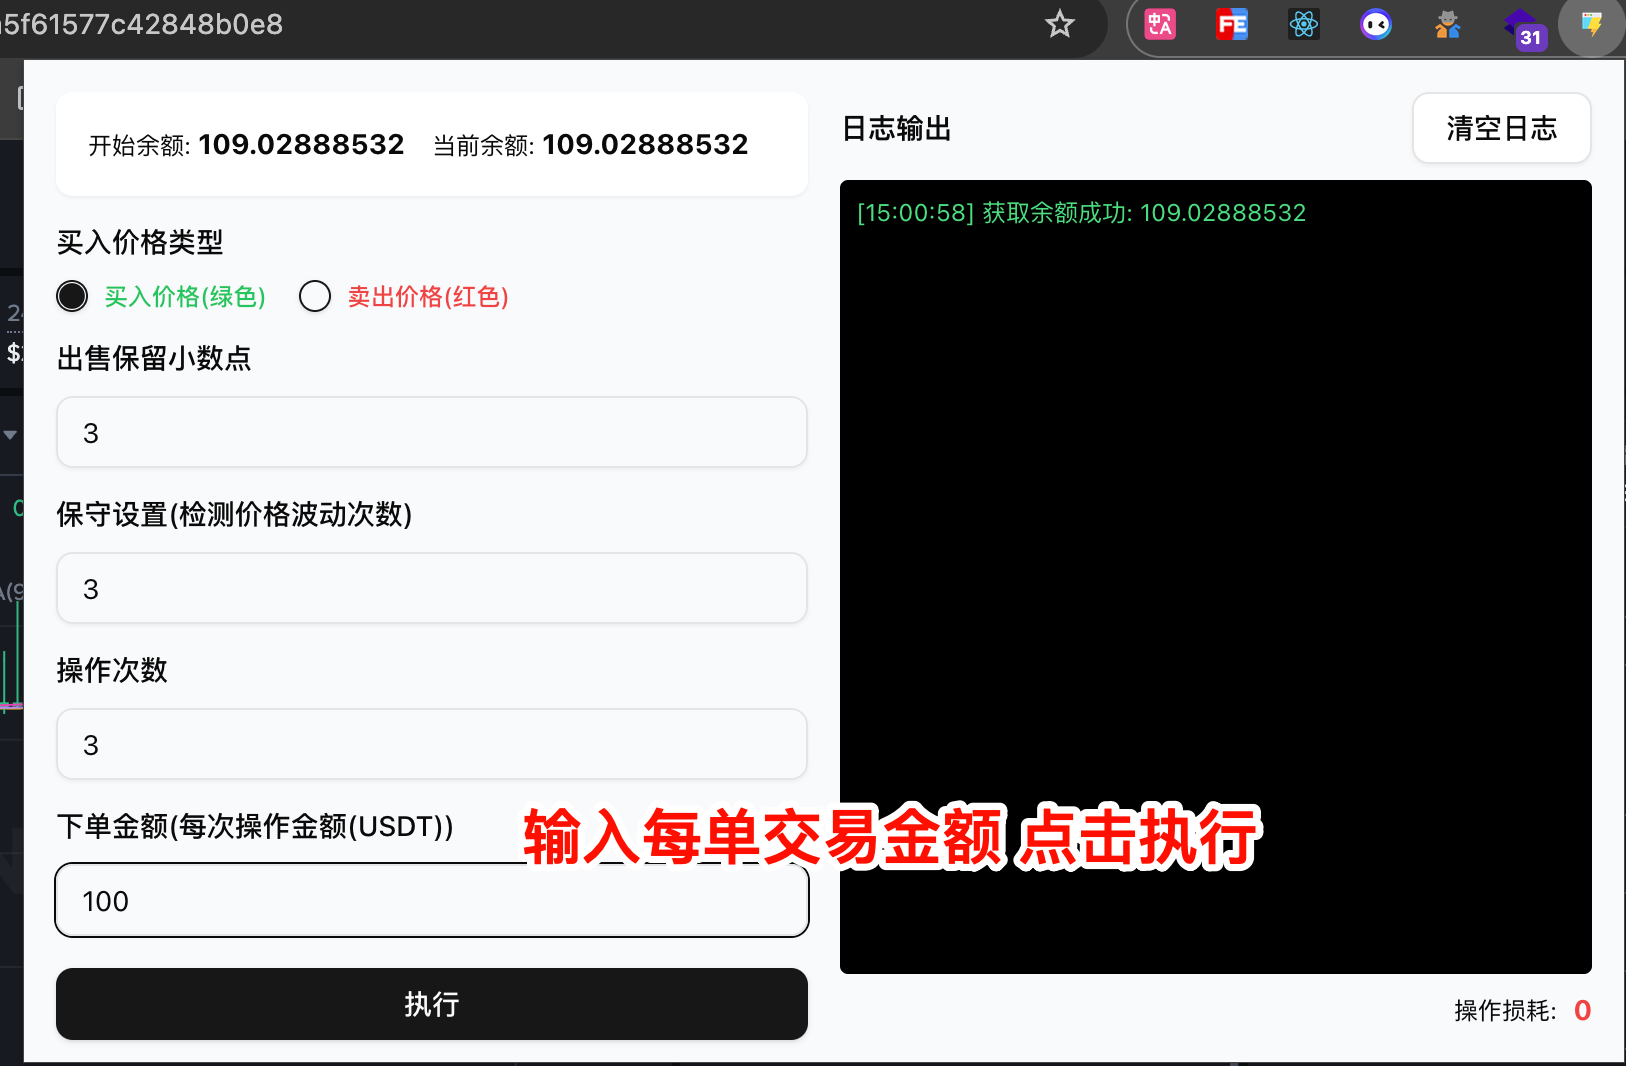 5f61577c42848b0e8
中A
FE
31
开始余额: 109.02888532 当前余额: 109.02888532
买入价格类型
买入价格(绿色) 卖出价格(红色)
出售保留小数点
3
保守设置(检测价格波动次数)
3
操作次数
3
下单金额(每次操作金额(USDT))
输入每单交易金额 点击执行
100
执行
日志输出
清空日志
[15:00:58] 获取余额成功: 109.02888532
操作损耗: 0